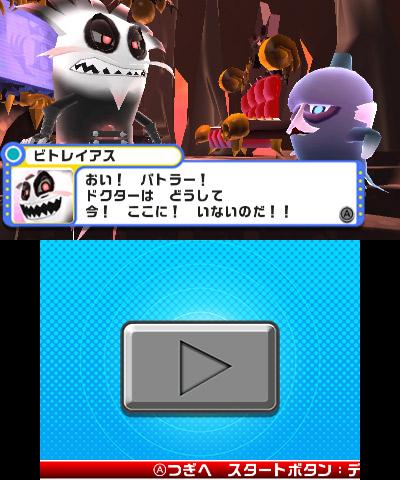 ビトレイアス
おい！　バトラー！
ドクターは　どうして
今！　ここに！　いないのだ！！
Ⓐ
Ⓐつぎへ　スタートボタン：デ